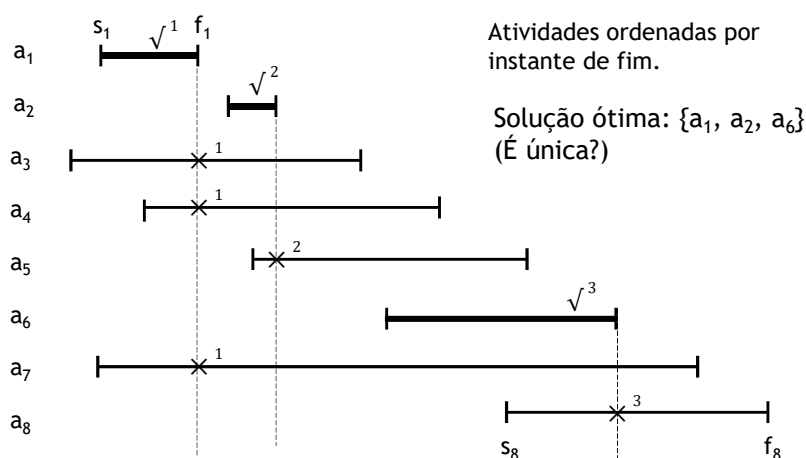 s₁ f₁
a₁ √ ¹
a₂ √ ²
a₃ × ¹
a₄ × ¹
a₅ × ²
a₆ √ ³
a₇ × ¹
a₈ × ³
s₈ f₈
Atividades ordenadas por
instante de fim.
Solução ótima: {a₁, a₂, a₆}
(É única?)